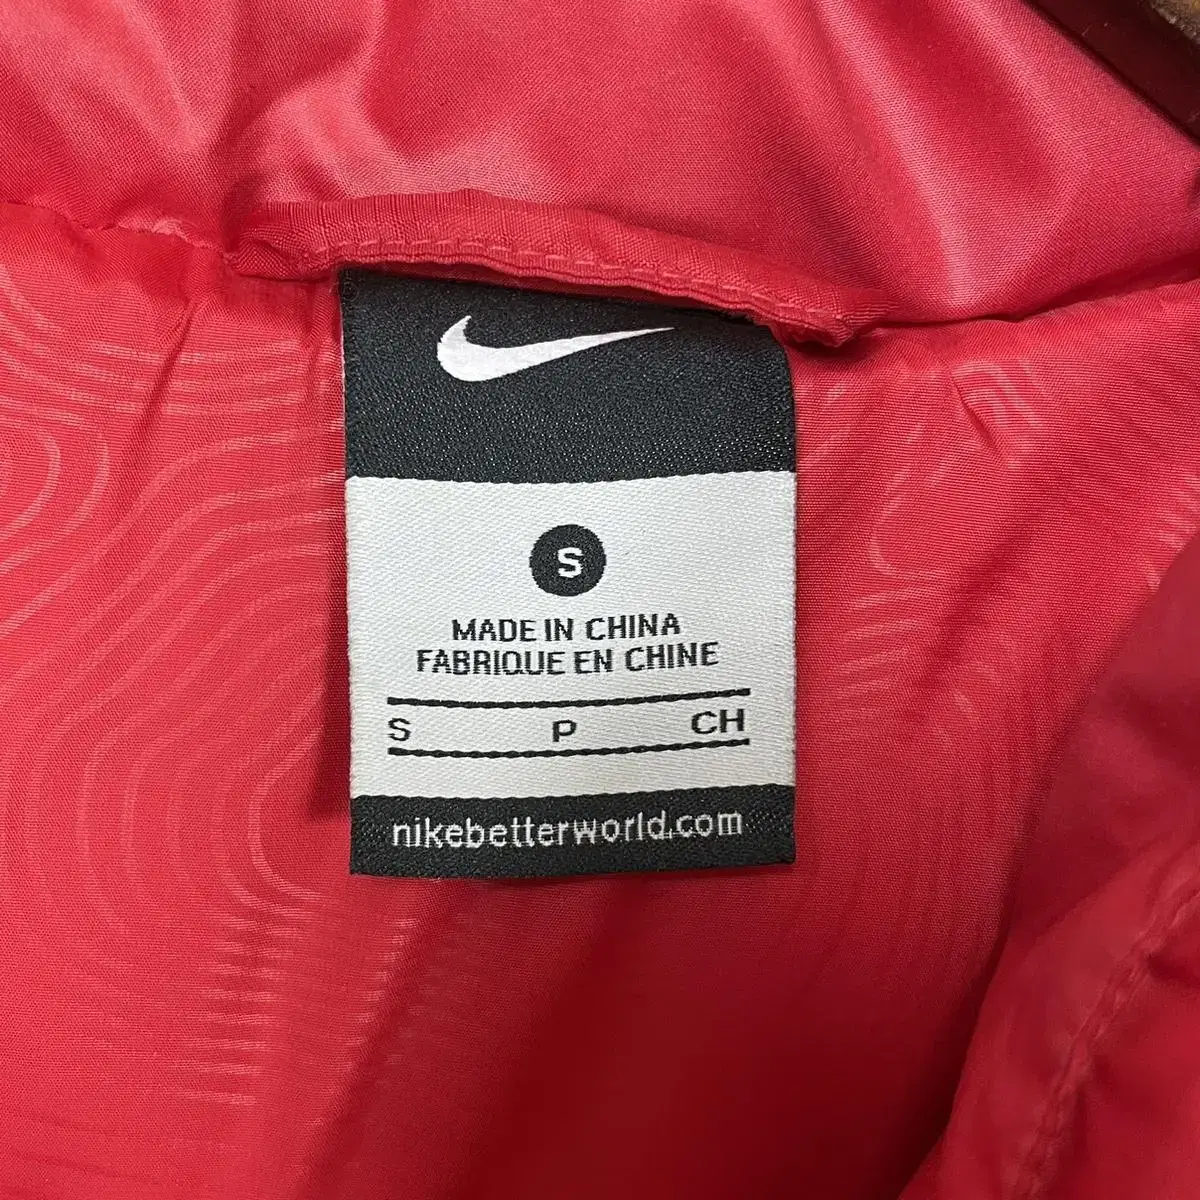 S
MADE IN CHINA
FABRIQUE EN CHINE
S P CH
nikebetterworld.com